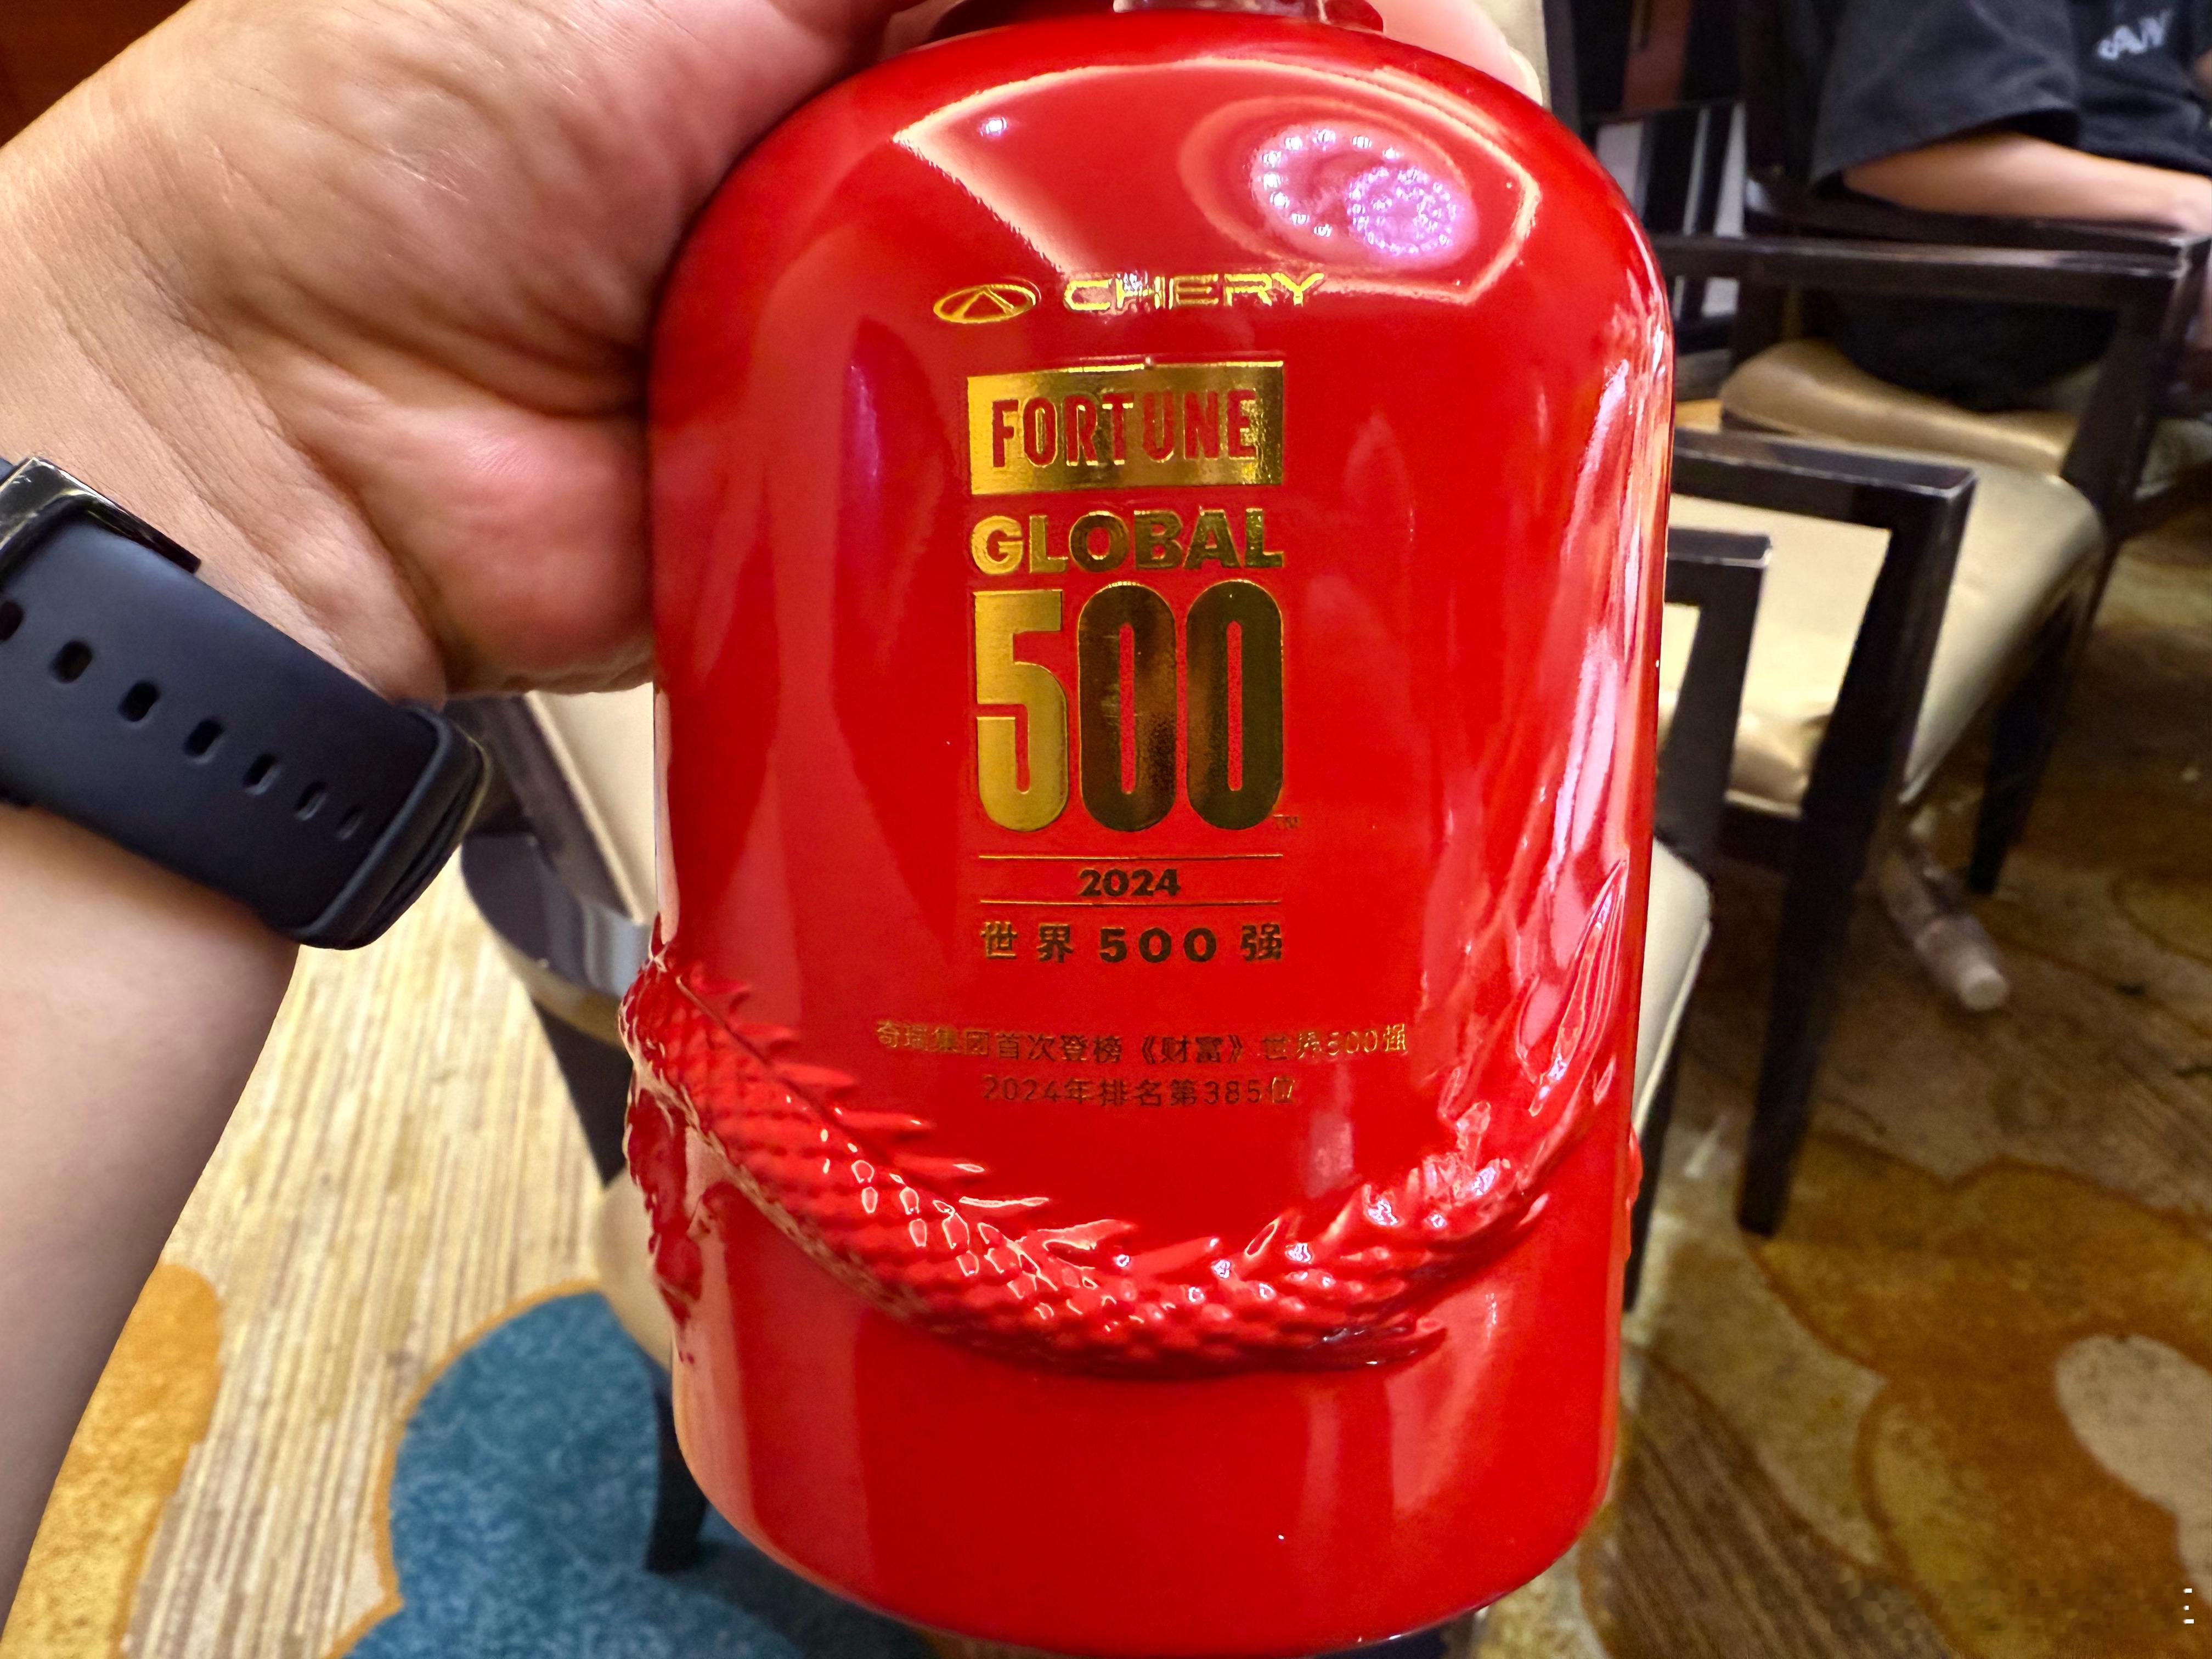 CHERY
FORTUNE
GLOBAL
500
TM
2024
世界 500 强
奇瑞集团首次登榜《财富》世界500强
2024年排名第385位